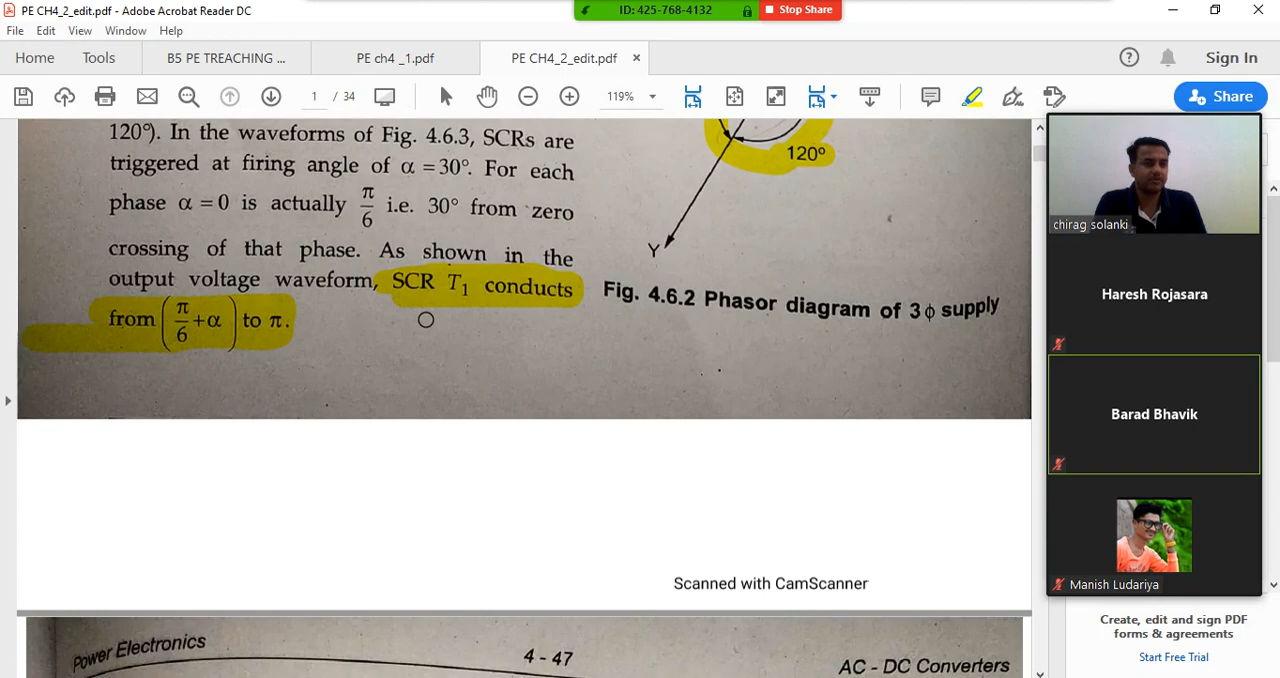 PE CH4_2_edit.pdf - Adobe Acrobat Reader DC
ID: 425-768-4132
Stop Share
File Edit View Window Help
Home Tools B5 PE TREACHING ... PE ch4 _1.pdf PE CH4_2_edit.pdf × Sign In
1 / 34 119% Share
120°). In the waveforms of Fig. 4.6.3, SCRs are
triggered at firing angle of α = 30°. For each
phase α = 0 is actually π/6 i.e. 30° from zero
crossing of that phase. As shown in the
output voltage waveform, SCR T₁ conducts
from (π/6 + α) to π.
120°
Y
Fig. 4.6.2 Phasor diagram of 3 ϕ supply
Scanned with CamScanner
Power Electronics 4 - 47 AC - DC Converters
chirag solanki
Haresh Rojasara
Barad Bhavik
Manish Ludariya
Create, edit and sign PDF
forms & agreements
Start Free Trial